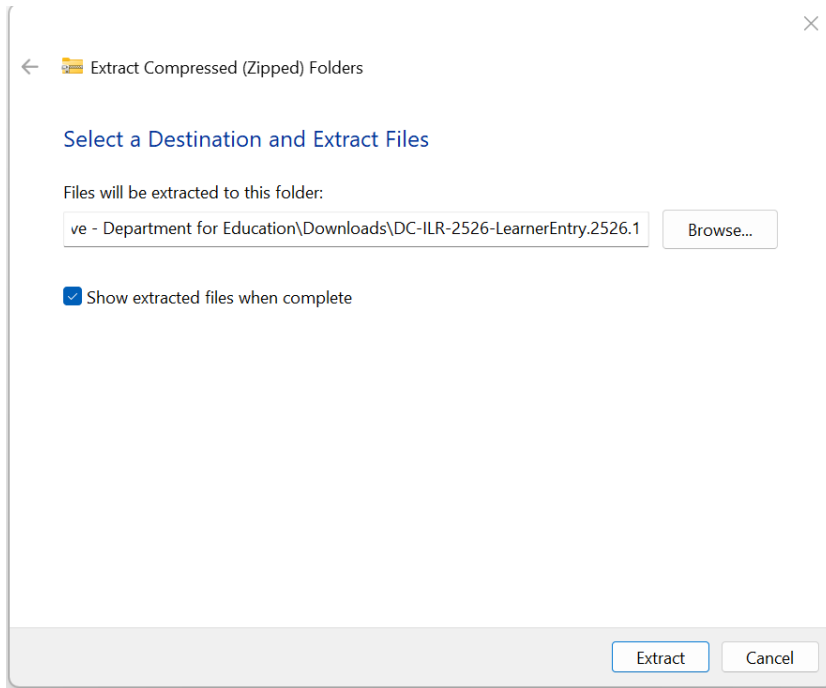 Extract Compressed (Zipped) Folders
Select a Destination and Extract Files
Files will be extracted to this folder:
ve - Department for Education\Downloads\DC-ILR-2526-LearnerEntry.2526.1
Browse...
Show extracted files when complete
Extract
Cancel